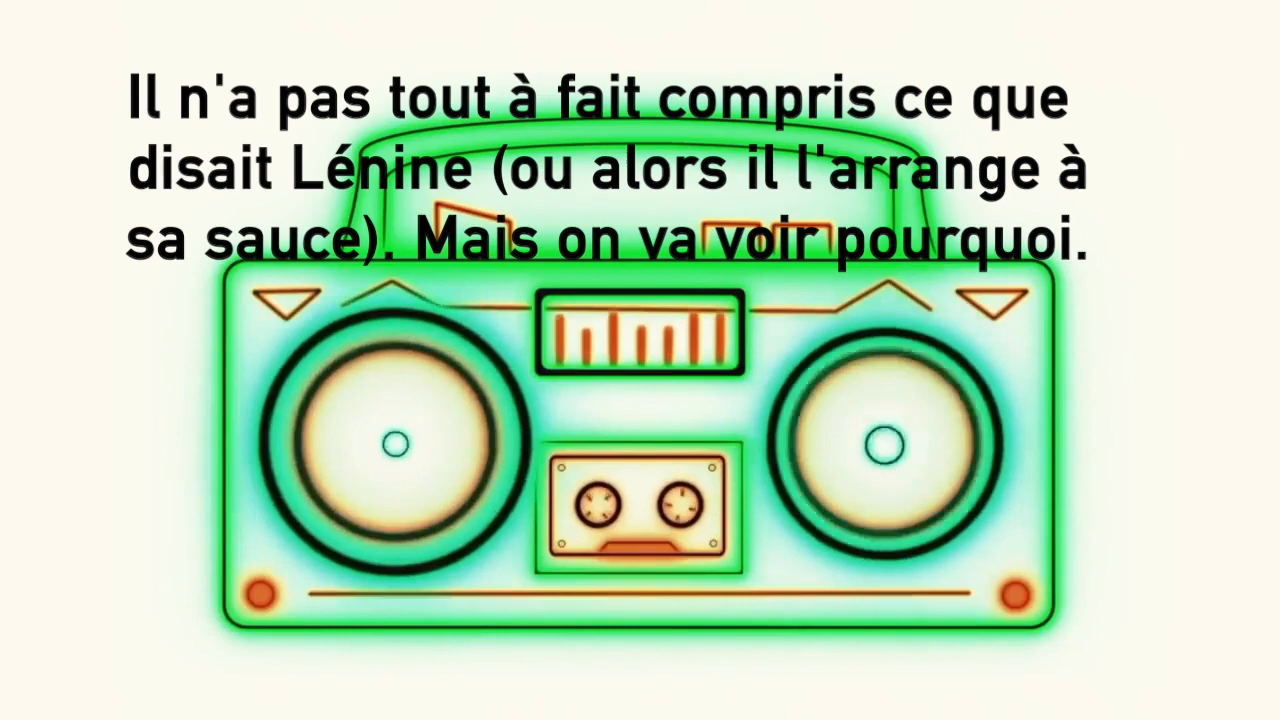 Il n'a pas tout à fait compris ce que
disait Lénine (ou alors il l'arrange à
sa sauce). Mais on va voir pourquoi.